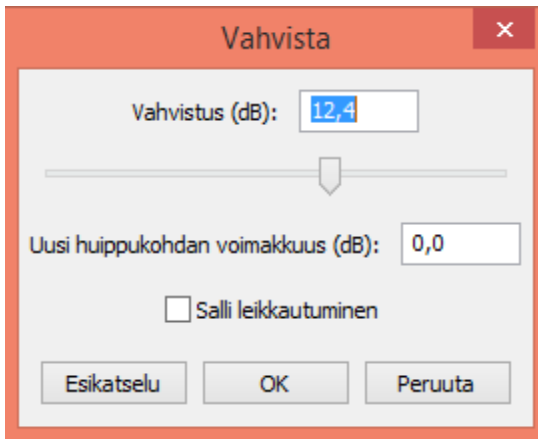 Vahvista
Vahvistus (dB): 12,4
Uusi huippukohdan voimakkuus (dB): 0,0
Salli leikkautuminen
Esikatselu OK Peruuta